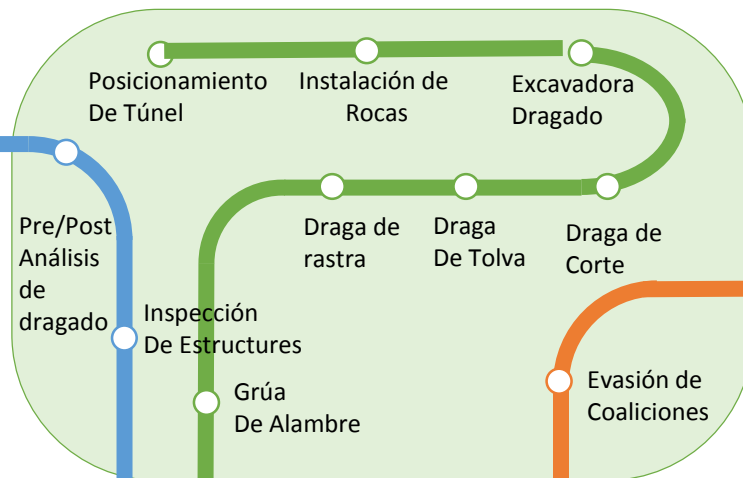 Posicionamiento
De Túnel
Instalación de
Rocas
Excavadora
Dragado
Pre/Post
Análisis
de
dragado
Draga de
rastra
Draga
De Tolva
Draga de
Corte
Inspección
De Estructures
Grúa
De Alambre
Evasión de
Coaliciones